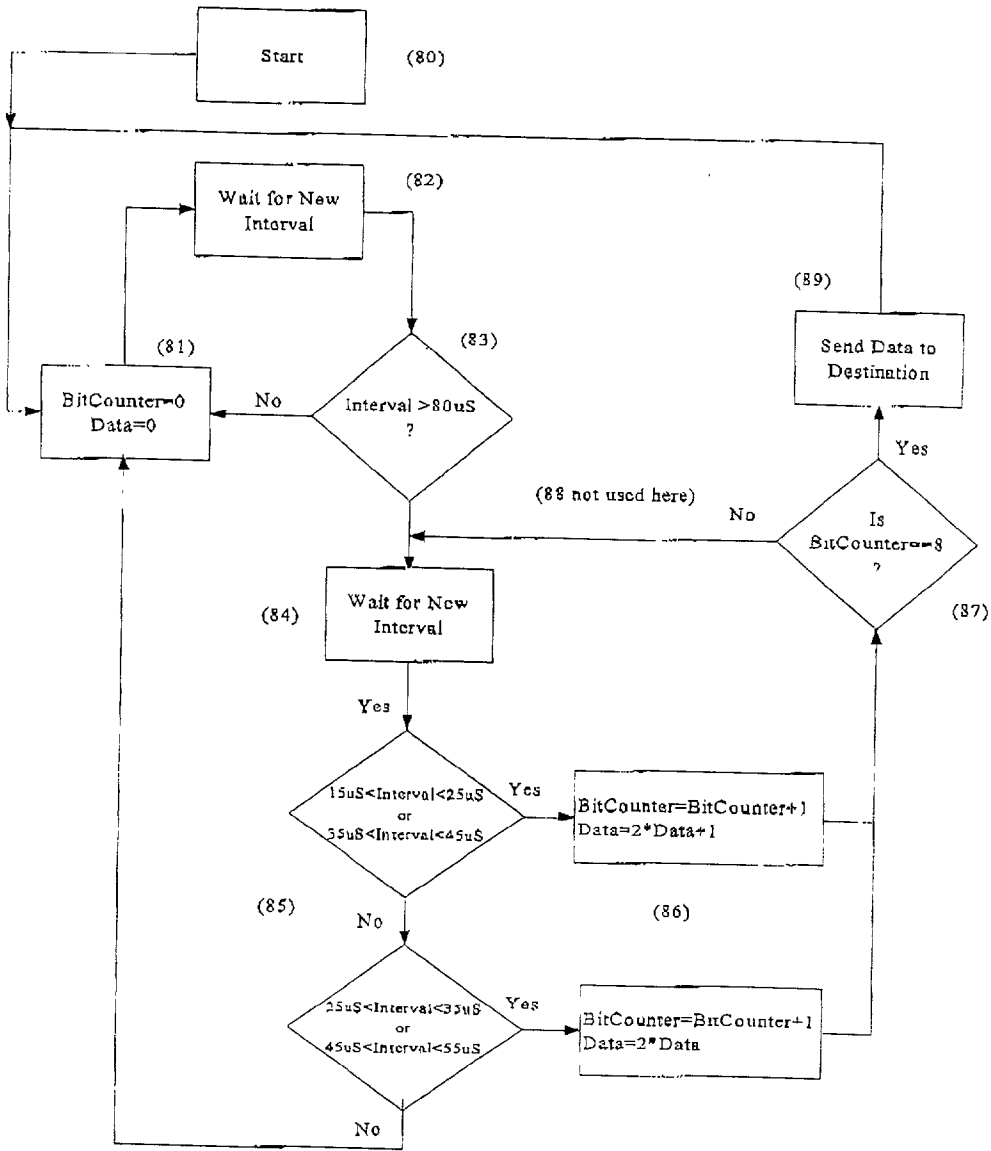 Start
(80)
Wait for New
Interval
(82)
(81)
(83)
(89)
BitCounter=0
Data=0
No
Interval >80uS
?
Send Data to
Destination
Yes
(88 not used here)
No
Is
BitCounter==8
?
(87)
(84)
Wait for New
Interval
Yes
15uS<Interval<25uS
or
35uS<Interval<45uS
Yes
BitCounter=BitCounter+1
Data=2*Data+1
(85)
No
(86)
25uS<Interval<35uS
or
45uS<Interval<55uS
Yes
BitCounter=BitCounter+1
Data=2*Data
No